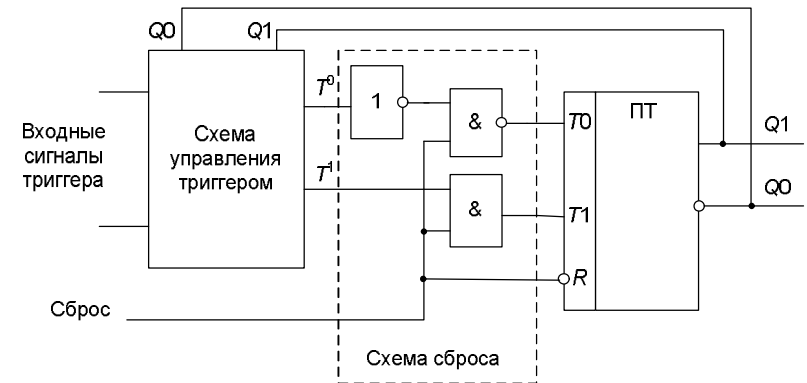 Q0
Q1
Входные
сигналы
триггера
Схема
управления
триггером
T⁰
T¹
1
&
&
T0
T1
R
ПТ
Q1
Q0
Сброс
Схема сброса